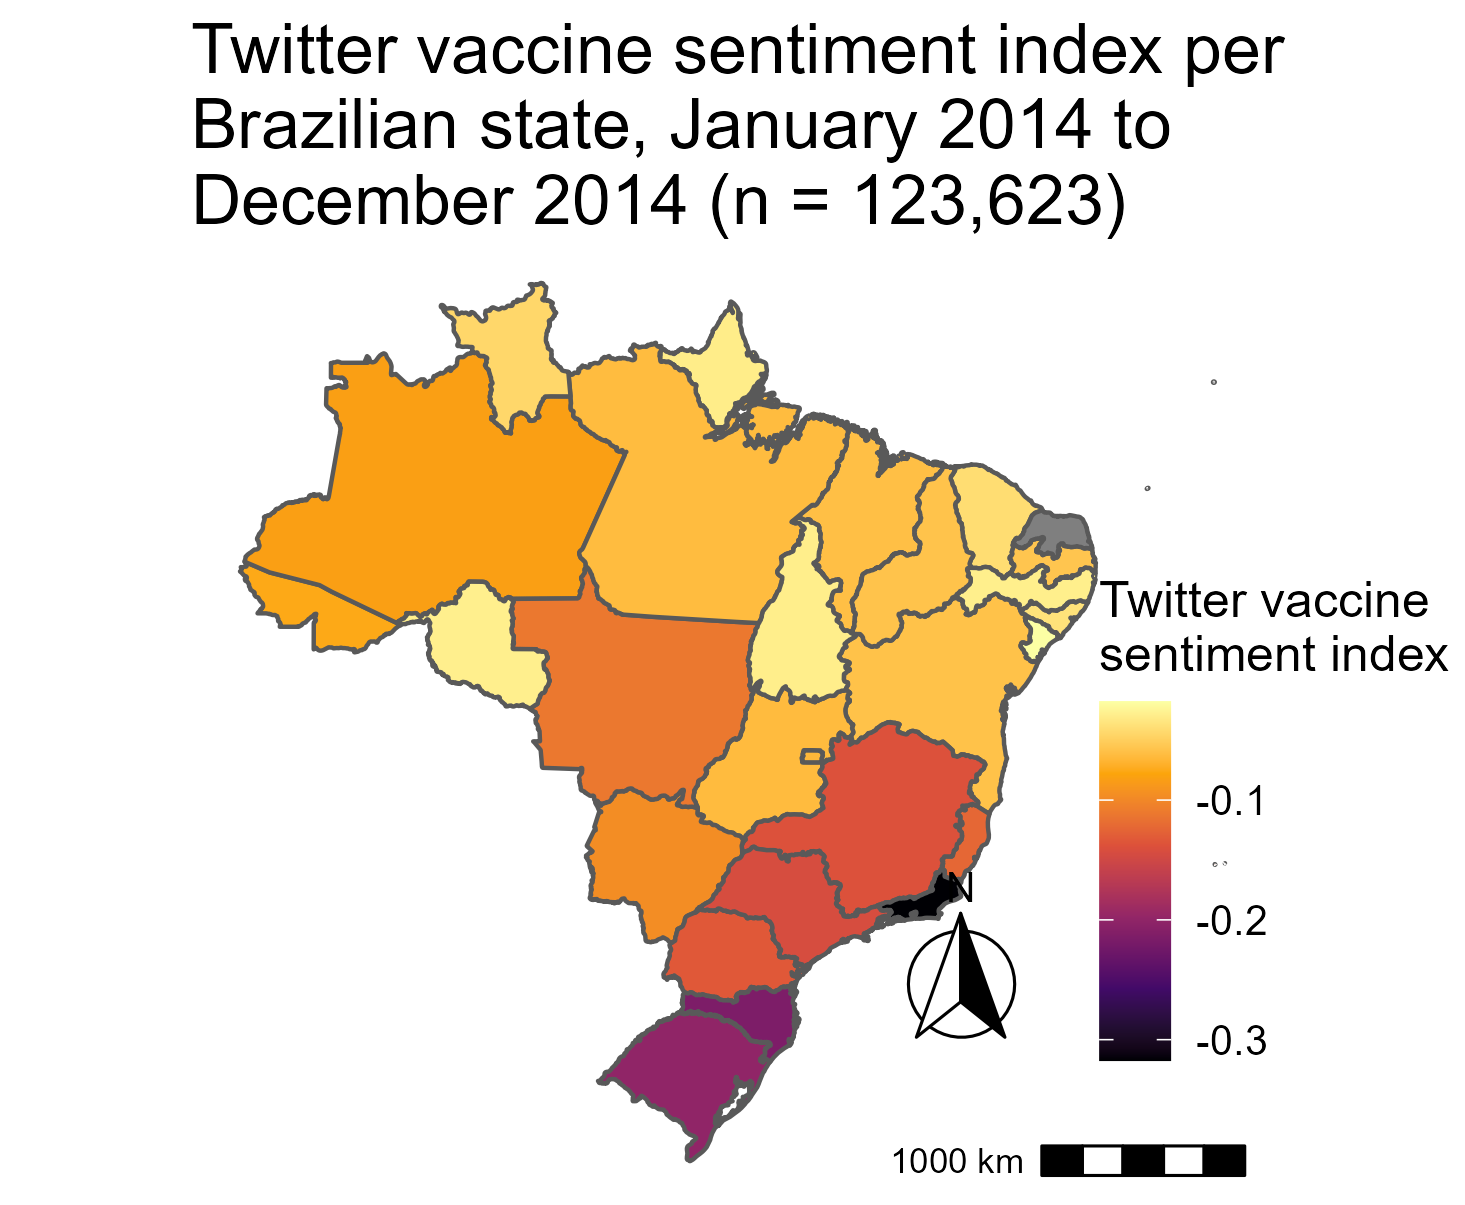 Twitter vaccine sentiment index per
Brazilian state, January 2014 to
December 2014 (n = 123,623)
Twitter vaccine
sentiment index
-0.1
-0.2
-0.3
N
1000 km